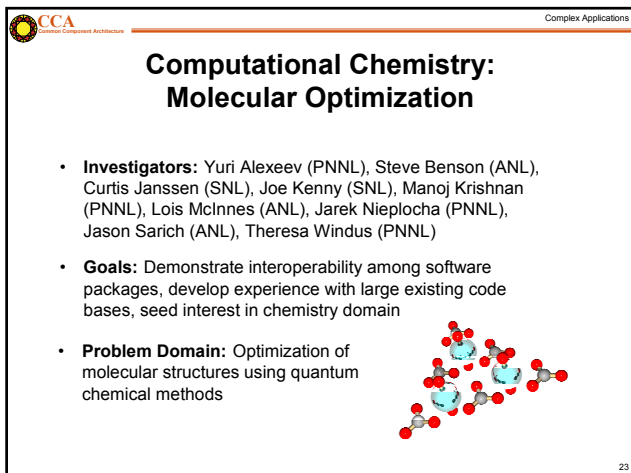 CCA
Common Component Architecture
Complex Applications
Computational Chemistry:
Molecular Optimization
• Investigators: Yuri Alexeev (PNNL), Steve Benson (ANL),
Curtis Janssen (SNL), Joe Kenny (SNL), Manoj Krishnan
(PNNL), Lois McInnes (ANL), Jarek Nieplocha (PNNL),
Jason Sarich (ANL), Theresa Windus (PNNL)
• Goals: Demonstrate interoperability among software
packages, develop experience with large existing code
bases, seed interest in chemistry domain
• Problem Domain: Optimization of
molecular structures using quantum
chemical methods
23